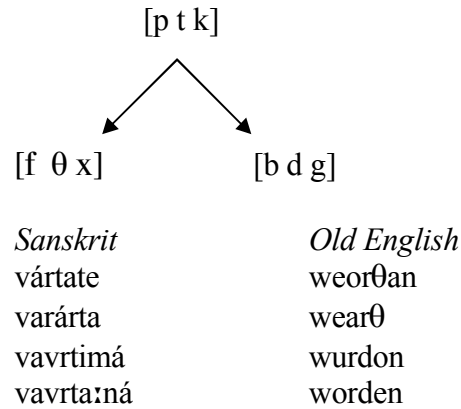 [p t k]
[f θ x] [b d g]
Sanskrit Old English
vártate weorθan
varárta wearθ
vavrtimá wurdon
vavrtaːná worden